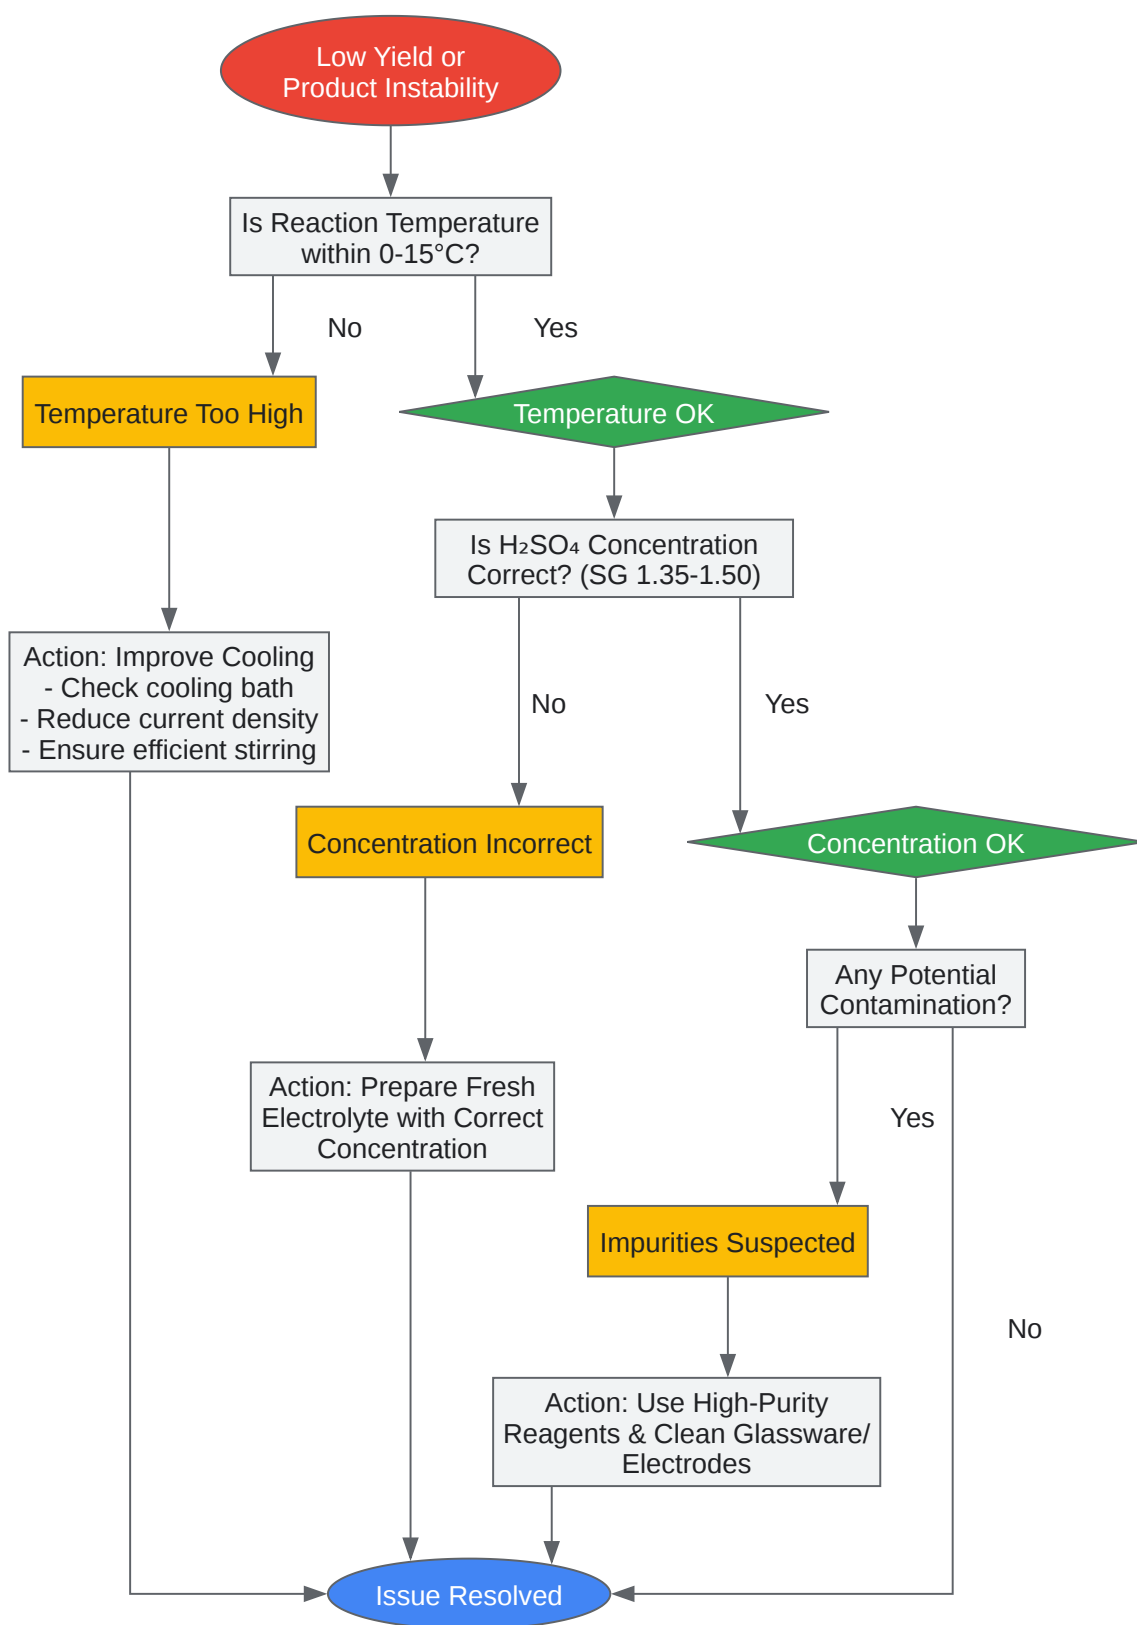 Low Yield or
Product Instability
Is Reaction Temperature
within 0-15°C?
No
Yes
Temperature Too High
Temperature OK
Is H₂SO₄ Concentration
Correct? (SG 1.35-1.50)
Action: Improve Cooling
- Check cooling bath
- Reduce current density
- Ensure efficient stirring
No
Yes
Concentration Incorrect
Concentration OK
Any Potential
Contamination?
Action: Prepare Fresh
Electrolyte with Correct
Concentration
Yes
Impurities Suspected
No
Action: Use High-Purity
Reagents & Clean Glassware/
Electrodes
Issue Resolved